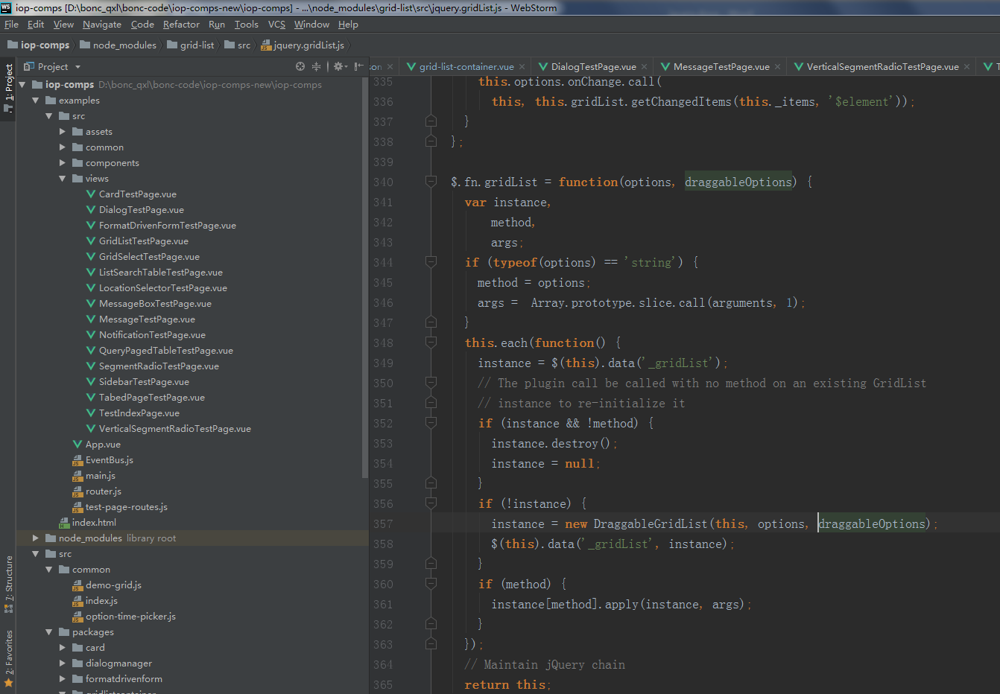 iop-comps [D:\bonc_qxl\bonc-code\iop-comps-new\iop-comps] - ...\node_modules\grid-list\src\jquery.gridList.js - WebStorm
File Edit View Navigate Code Refactor Run Tools VCS Window Help
iop-comps node_modules grid-list src jquery.gridList.js
Project
son grid-list-container.vue DialogTestPage.vue MessageTestPage.vue VerticalSegmentRadioTestPage.vue T
1: Project
7: Structure
2: Favorites
iop-comps D:\bonc_qxl\bonc-code\iop-comps-new\iop-comps
examples
src
assets
common
components
views
CardTestPage.vue
DialogTestPage.vue
FormatDrivenFormTestPage.vue
GridListTestPage.vue
GridSelectTestPage.vue
ListSearchTableTestPage.vue
LocationSelectorTestPage.vue
MessageBoxTestPage.vue
MessageTestPage.vue
NotificationTestPage.vue
QueryPagedTableTestPage.vue
SegmentRadioTestPage.vue
SidebarTestPage.vue
TabedPageTestPage.vue
TestIndexPage.vue
VerticalSegmentRadioTestPage.vue
App.vue
EventBus.js
main.js
router.js
test-page-routes.js
index.html
node_modules library root
src
common
demo-grid.js
index.js
option-time-picker.js
packages
card
dialogmanager
formatdrivenform
gridlistcontainer
335 this.options.onChange.call(
336 this, this.gridList.getChangedItems(this._items, '$element'));
337 }
338 };
339
340 $.fn.gridList = function(options, draggableOptions) {
341 var instance,
342 method,
343 args;
344 if (typeof(options) == 'string') {
345 method = options;
346 args =  Array.prototype.slice.call(arguments, 1);
347 }
348 this.each(function() {
349 instance = $(this).data('_gridList');
350 // The plugin call be called with no method on an existing GridList
351 // instance to re-initialize it
352 if (instance && !method) {
353 instance.destroy();
354 instance = null;
355 }
356 if (!instance) {
357 instance = new DraggableGridList(this, options, draggableOptions);
358 $(this).data('_gridList', instance);
359 }
360 if (method) {
361 instance[method].apply(instance, args);
362 }
363 });
364 // Maintain jQuery chain
365 return this;